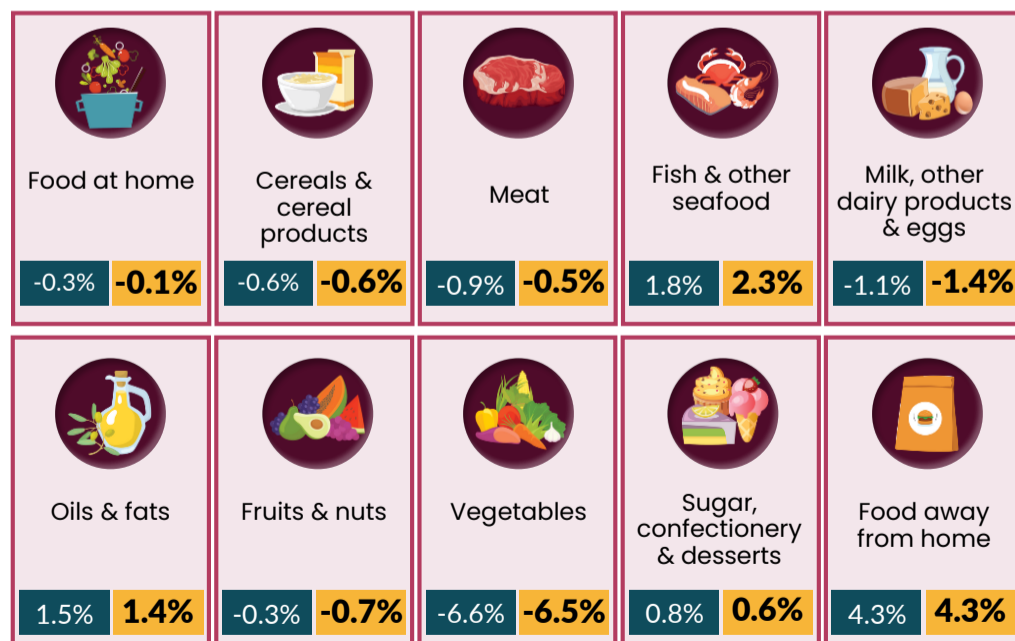 Food at home
-0.3% -0.1%
Cereals &
cereal
products
-0.6% -0.6%
Meat
-0.9% -0.5%
Fish & other
seafood
1.8% 2.3%
Milk, other
dairy products
& eggs
-1.1% -1.4%
Oils & fats
1.5% 1.4%
Fruits & nuts
-0.3% -0.7%
Vegetables
-6.6% -6.5%
Sugar,
confectionery
& desserts
0.8% 0.6%
Food away
from home
4.3% 4.3%